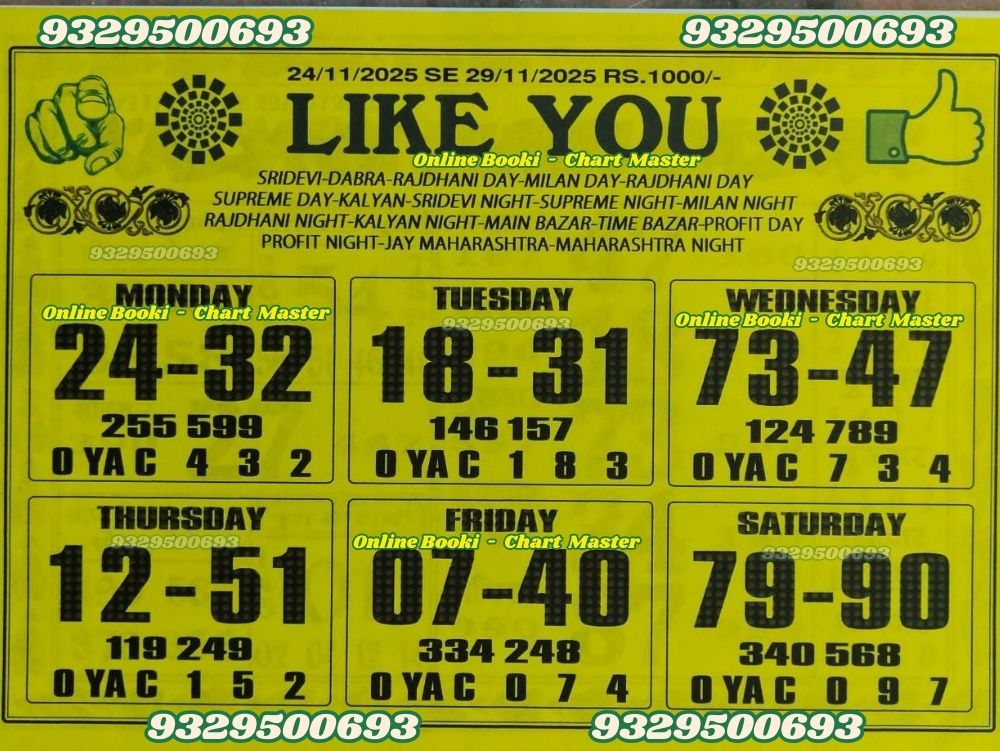 9329500693 9329500693
24/11/2025 SE 29/11/2025 RS.1000/-
LIKE YOU
Online Booki - Chart Master
SRIDEVI-DABRA-RAJDHANI DAY-MILAN DAY-RAJDHANI DAY
SUPREME DAY-KALYAN-SRIDEVI NIGHT-SUPREME NIGHT-MILAN NIGHT
RAJDHANI NIGHT-KALYAN NIGHT-MAIN BAZAR-TIME BAZAR-PROFIT DAY
PROFIT NIGHT-JAY MAHARASHTRA-MAHARASHTRA NIGHT
9329500693 9329500693
MONDAY
Online Booki - Chart Master
24-32
255 599
O YA C 4 3 2
TUESDAY
9329500693
18-31
146 157
O YA C 1 8 3
WEDNESDAY
Online Booki - Chart Master
73-47
124 789
O YA C 7 3 4
THURSDAY
9329500693
12-51
119 249
O YA C 1 5 2
FRIDAY
Online Booki - Chart Master
07-40
334 248
O YA C 0 7 4
SATURDAY
9329500693
79-90
340 568
O YA C 0 9 7
9329500693 9329500693